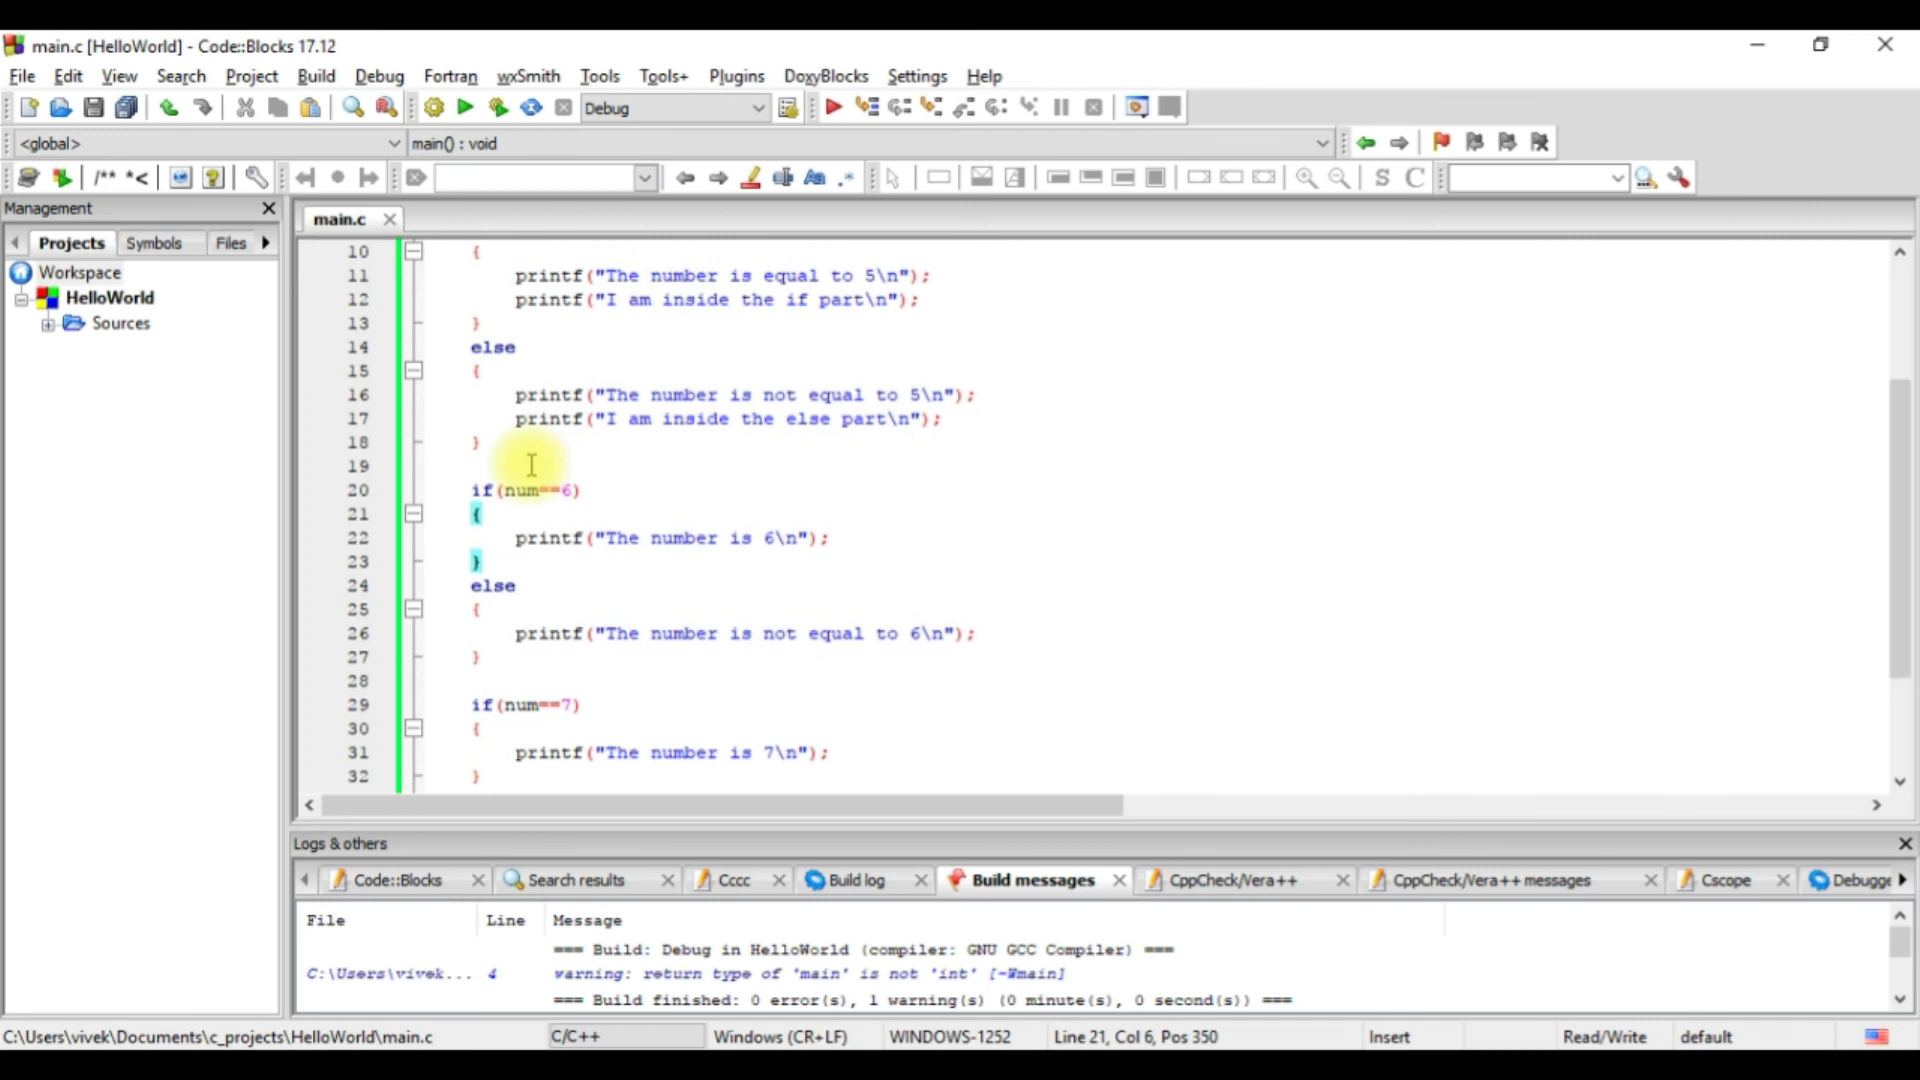 main.c [HelloWorld] - Code::Blocks 17.12
File Edit View Search Project Build Debug Fortran wxSmith Tools Tools+ Plugins DoxyBlocks Settings Help
Debug
<global> main() : void
/** *< Aa .* S C
Management
Projects Symbols Files
Workspace
HelloWorld
Sources
main.c
10 {
11 printf("The number is equal to 5\n");
12 printf("I am inside the if part\n");
13 }
14 else
15 {
16 printf("The number is not equal to 5\n");
17 printf("I am inside the else part\n");
18 }
19
20 if(num==6)
21 {
22 printf("The number is 6\n");
23 }
24 else
25 {
26 printf("The number is not equal to 6\n");
27 }
28
29 if(num==7)
30 {
31 printf("The number is 7\n");
32 }
Logs & others
Code::Blocks Search results Cccc Build log Build messages CppCheck/Vera++ CppCheck/Vera++ messages Cscope Debugge
File Line Message
=== Build: Debug in HelloWorld (compiler: GNU GCC Compiler) ===
C:\Users\vivek... 4 warning: return type of 'main' is not 'int' [-Wmain]
=== Build finished: 0 error(s), 1 warning(s) (0 minute(s), 0 second(s)) ===
C:\Users\vivek\Documents\c_projects\HelloWorld\main.c C/C++ Windows (CR+LF) WINDOWS-1252 Line 21, Col 6, Pos 350 Insert Read/Write default